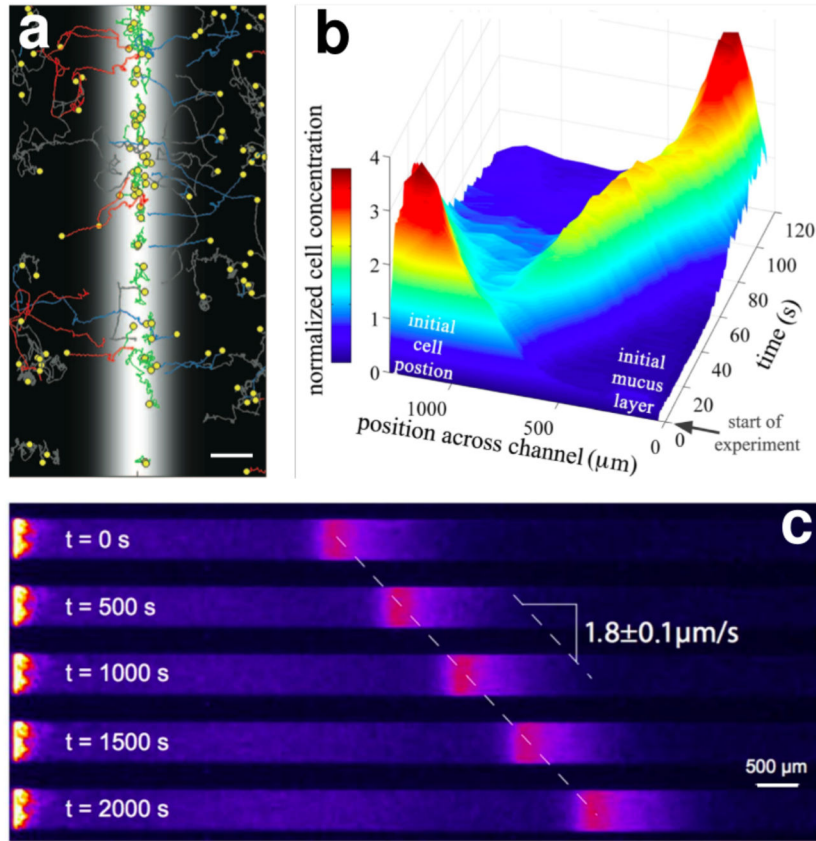 a
b
normalized cell concentration
4
3
2
1
0
initial
cell
postion
initial
mucus
layer
1000
500
0
position across channel (μm)
0
20
40
60
80
100
120
time (s)
start of
experiment
c
t = 0 s
t = 500 s
t = 1000 s
t = 1500 s
t = 2000 s
1.8±0.1μm/s
500 μm